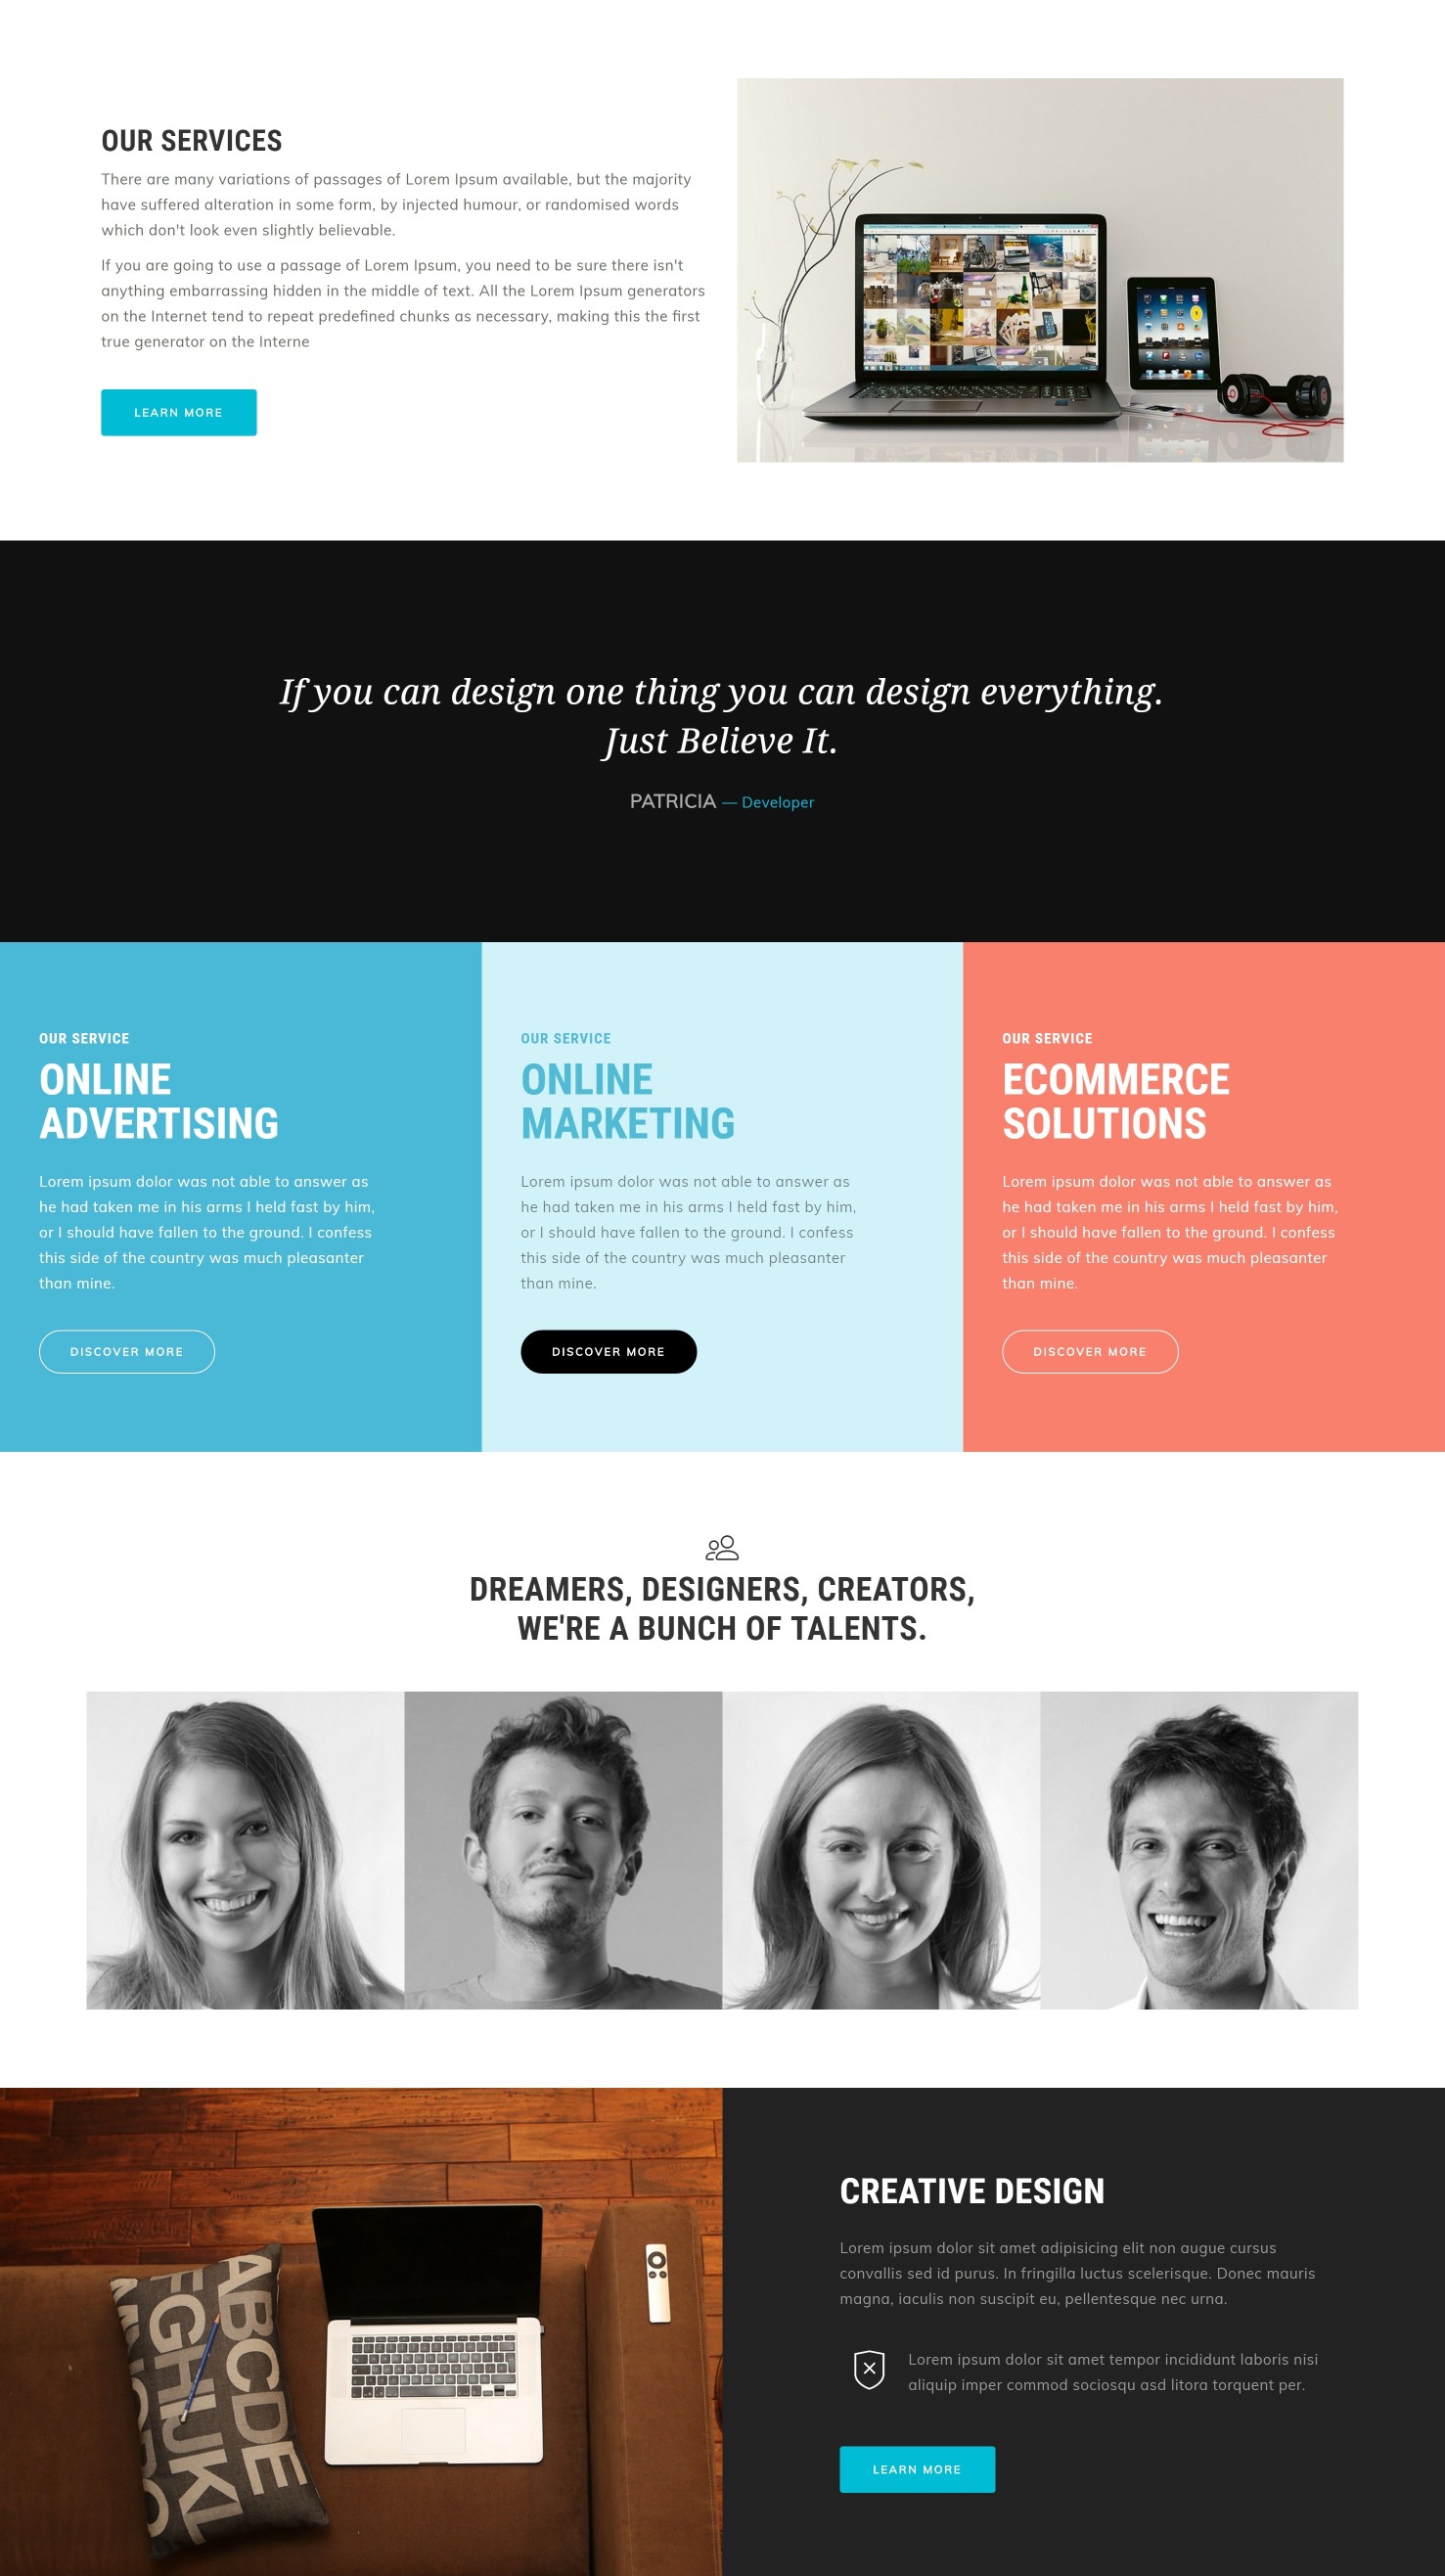 OUR SERVICES
There are many variations of passages of Lorem Ipsum available, but the majority
have suffered alteration in some form, by injected humour, or randomised words
which don't look even slightly believable.
If you are going to use a passage of Lorem Ipsum, you need to be sure there isn't
anything embarrassing hidden in the middle of text. All the Lorem Ipsum generators
on the Internet tend to repeat predefined chunks as necessary, making this the first
true generator on the Interne
LEARN MORE
If you can design one thing you can design everything.
Just Believe It.
PATRICIA — Developer
OUR SERVICE
ONLINE
ADVERTISING
Lorem ipsum dolor was not able to answer as
he had taken me in his arms I held fast by him,
or I should have fallen to the ground. I confess
this side of the country was much pleasanter
than mine.
DISCOVER MORE
OUR SERVICE
ONLINE
MARKETING
Lorem ipsum dolor was not able to answer as
he had taken me in his arms I held fast by him,
or I should have fallen to the ground. I confess
this side of the country was much pleasanter
than mine.
DISCOVER MORE
OUR SERVICE
ECOMMERCE
SOLUTIONS
Lorem ipsum dolor was not able to answer as
he had taken me in his arms I held fast by him,
or I should have fallen to the ground. I confess
this side of the country was much pleasanter
than mine.
DISCOVER MORE
DREAMERS, DESIGNERS, CREATORS,
WE'RE A BUNCH OF TALENTS.
ABCDE
FGHIJKL
CREATIVE DESIGN
Lorem ipsum dolor sit amet adipisicing elit non augue cursus
convallis sed id purus. In fringilla luctus scelerisque. Donec mauris
magna, iaculis non suscipit eu, pellentesque nec urna.
Lorem ipsum dolor sit amet tempor incididunt laboris nisi
aliquip imper commod sociosqu asd litora torquent per.
LEARN MORE